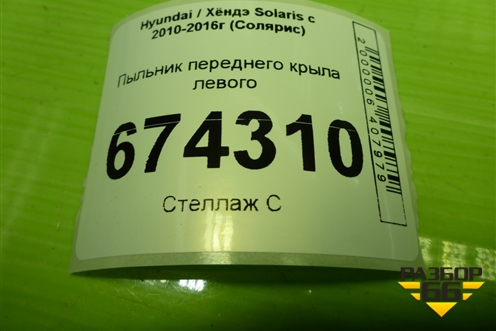 Hyundai / Хёндэ Solaris с
2010-2016г (Солярис)
Пыльник переднего крыла
левого
674310
Стеллаж С
2000006407979
РАЗБОР
66